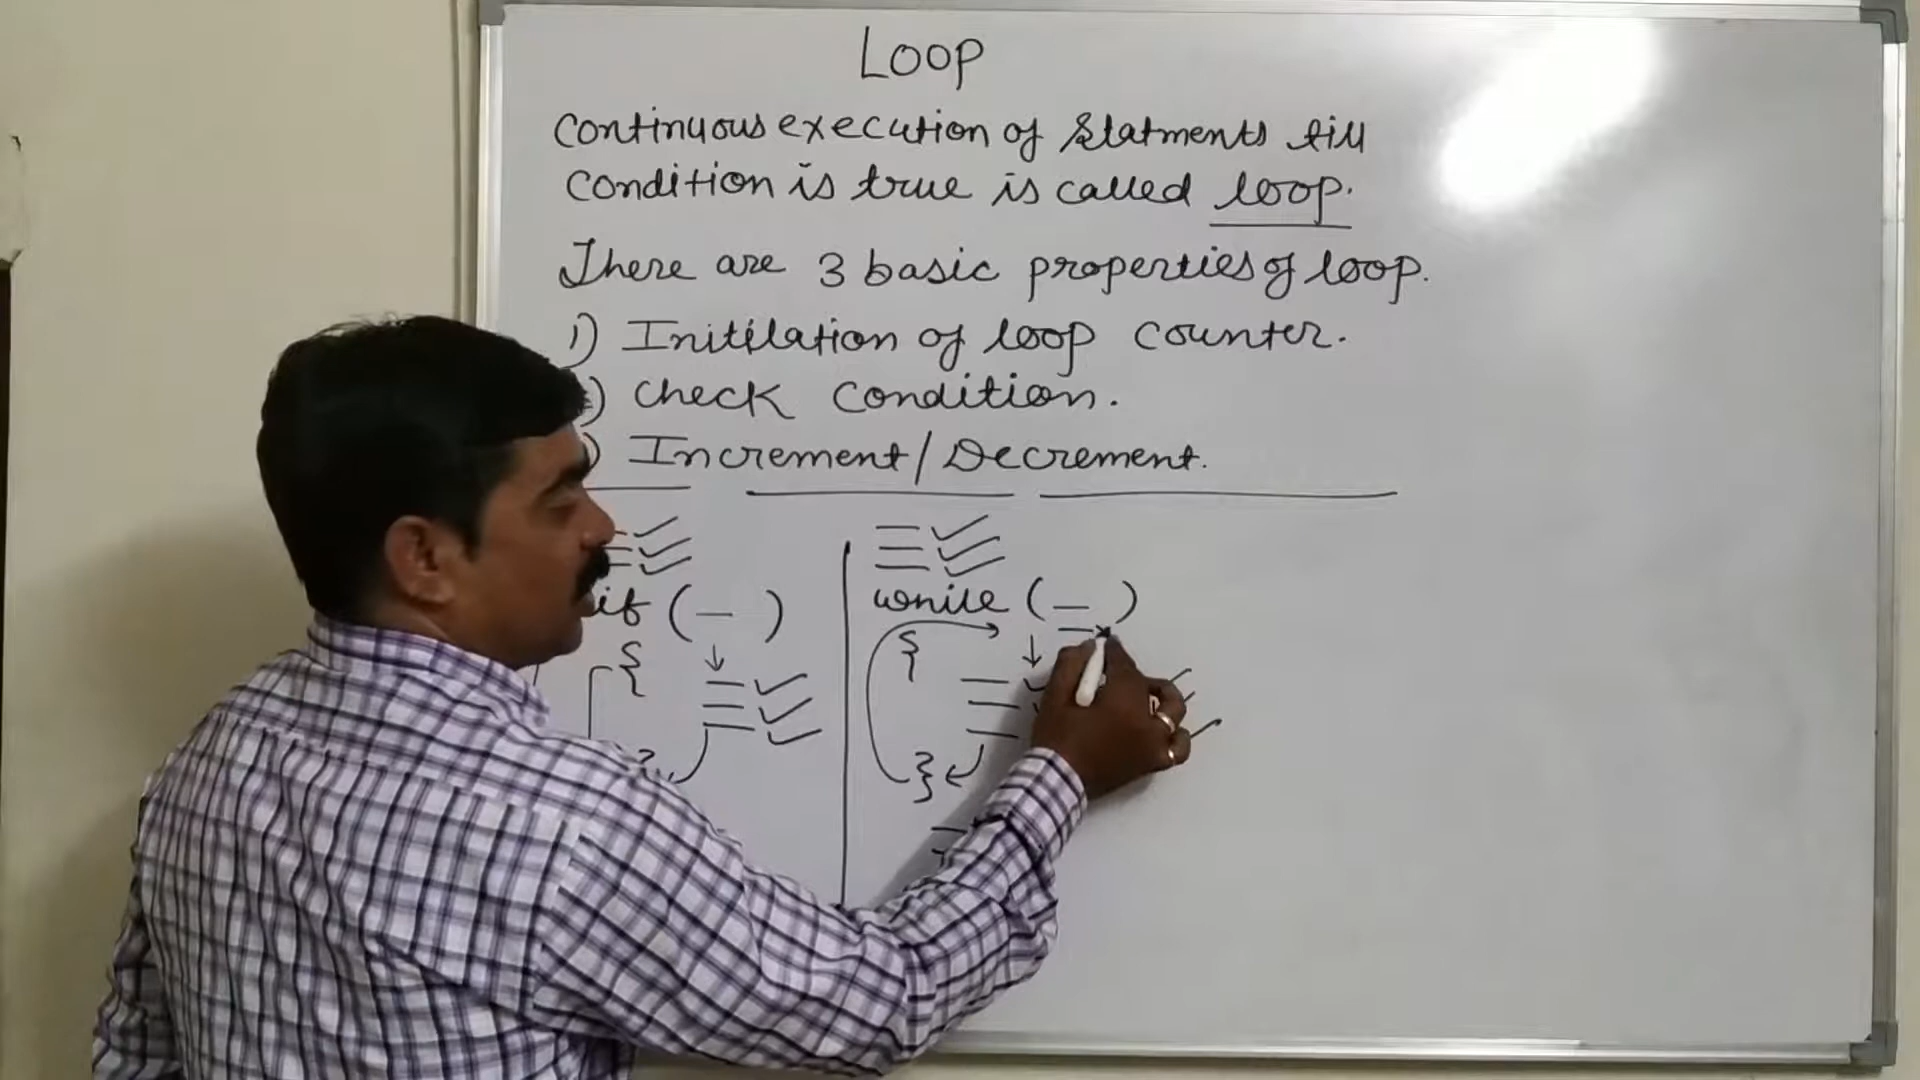 Loop
Continuous execution of Statments till
Condition is true is called loop.
There are 3 basic properties of loop.
1) Initilation of loop counter.
) Check Condition.
) Increment/Decrement.
if ( — )
{
}
while ( — )
{
}